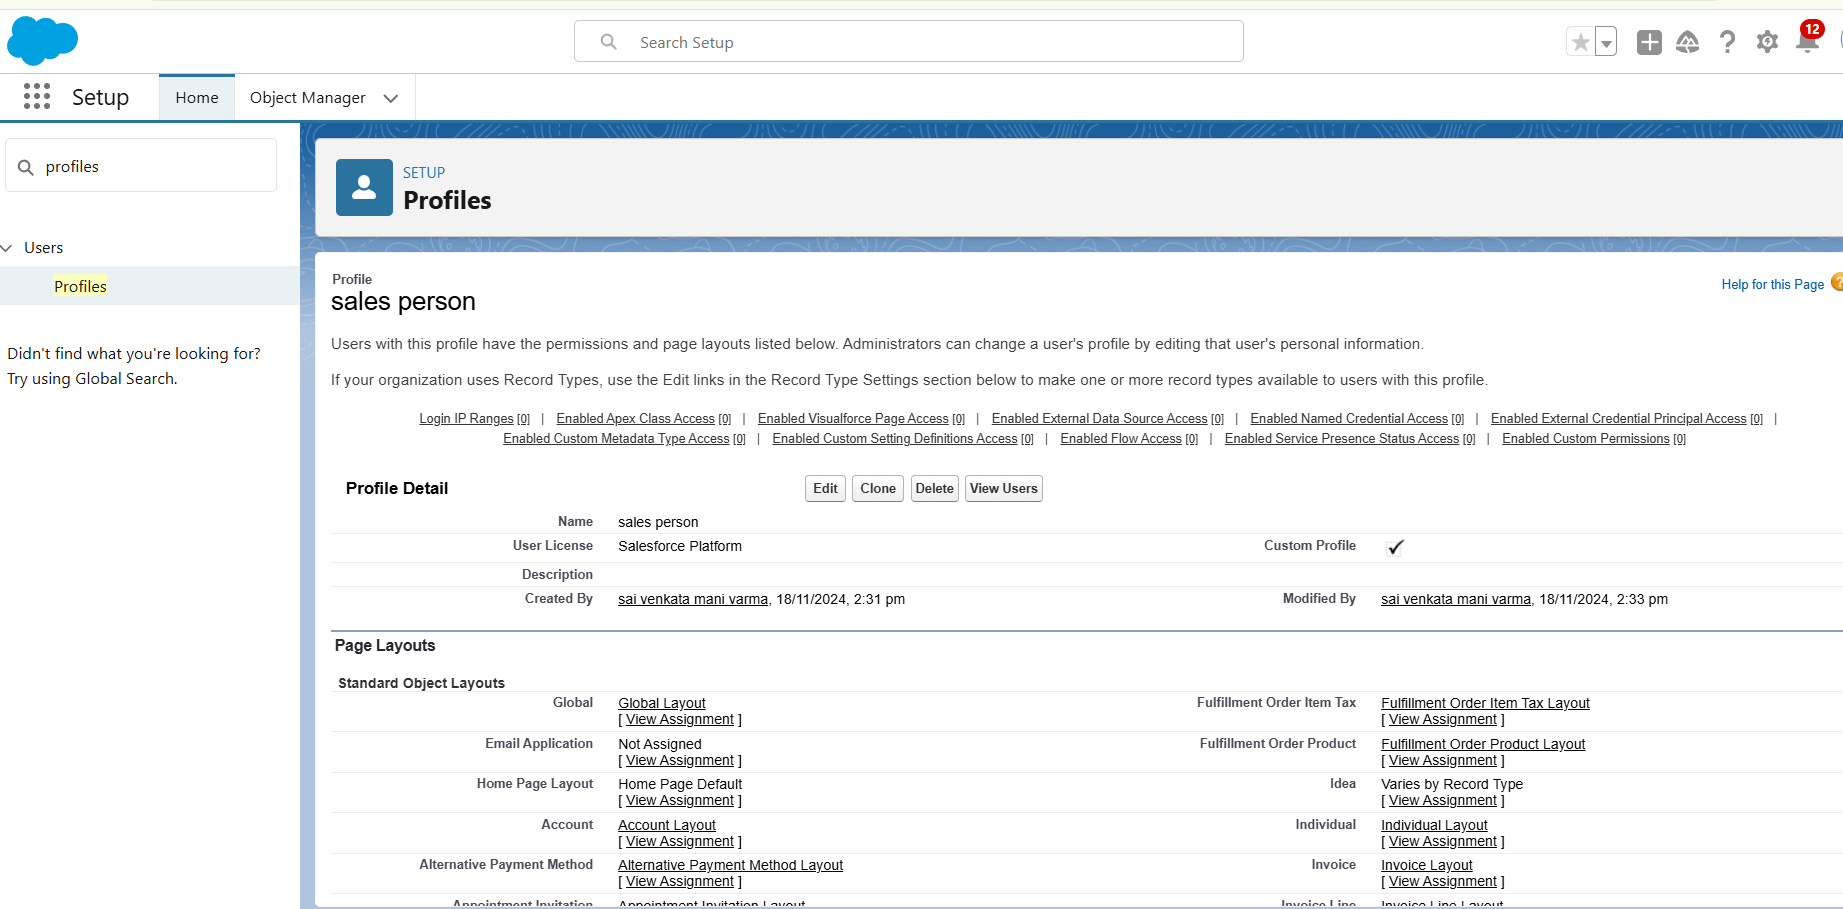 Search Setup
12
Setup
Home
Object Manager
profiles
SETUP
Profiles
Users
Profiles
Didn't find what you're looking for?
Try using Global Search.
Profile
sales person
Help for this Page ?
Users with this profile have the permissions and page layouts listed below. Administrators can change a user's profile by editing that user's personal information.
If your organization uses Record Types, use the Edit links in the Record Type Settings section below to make one or more record types available to users with this profile.
Login IP Ranges [0] | Enabled Apex Class Access [0] | Enabled Visualforce Page Access [0] | Enabled External Data Source Access [0] | Enabled Named Credential Access [0] | Enabled External Credential Principal Access [0] |
Enabled Custom Metadata Type Access [0] | Enabled Custom Setting Definitions Access [0] | Enabled Flow Access [0] | Enabled Service Presence Status Access [0] | Enabled Custom Permissions [0]
Profile Detail Edit Clone Delete View Users
Name sales person
User License Salesforce Platform Custom Profile ✓
Description
Created By sai venkata mani varma, 18/11/2024, 2:31 pm Modified By sai venkata mani varma, 18/11/2024, 2:33 pm
Page Layouts
Standard Object Layouts
Global Global Layout Fulfillment Order Item Tax Fulfillment Order Item Tax Layout
[ View Assignment ] [ View Assignment ]
Email Application Not Assigned Fulfillment Order Product Fulfillment Order Product Layout
[ View Assignment ] [ View Assignment ]
Home Page Layout Home Page Default Idea Varies by Record Type
[ View Assignment ] [ View Assignment ]
Account Account Layout Individual Individual Layout
[ View Assignment ] [ View Assignment ]
Alternative Payment Method Alternative Payment Method Layout Invoice Invoice Layout
[ View Assignment ] [ View Assignment ]
Appointment Invitation Appointment Invitation Layout Invoice Line Invoice Line Layout